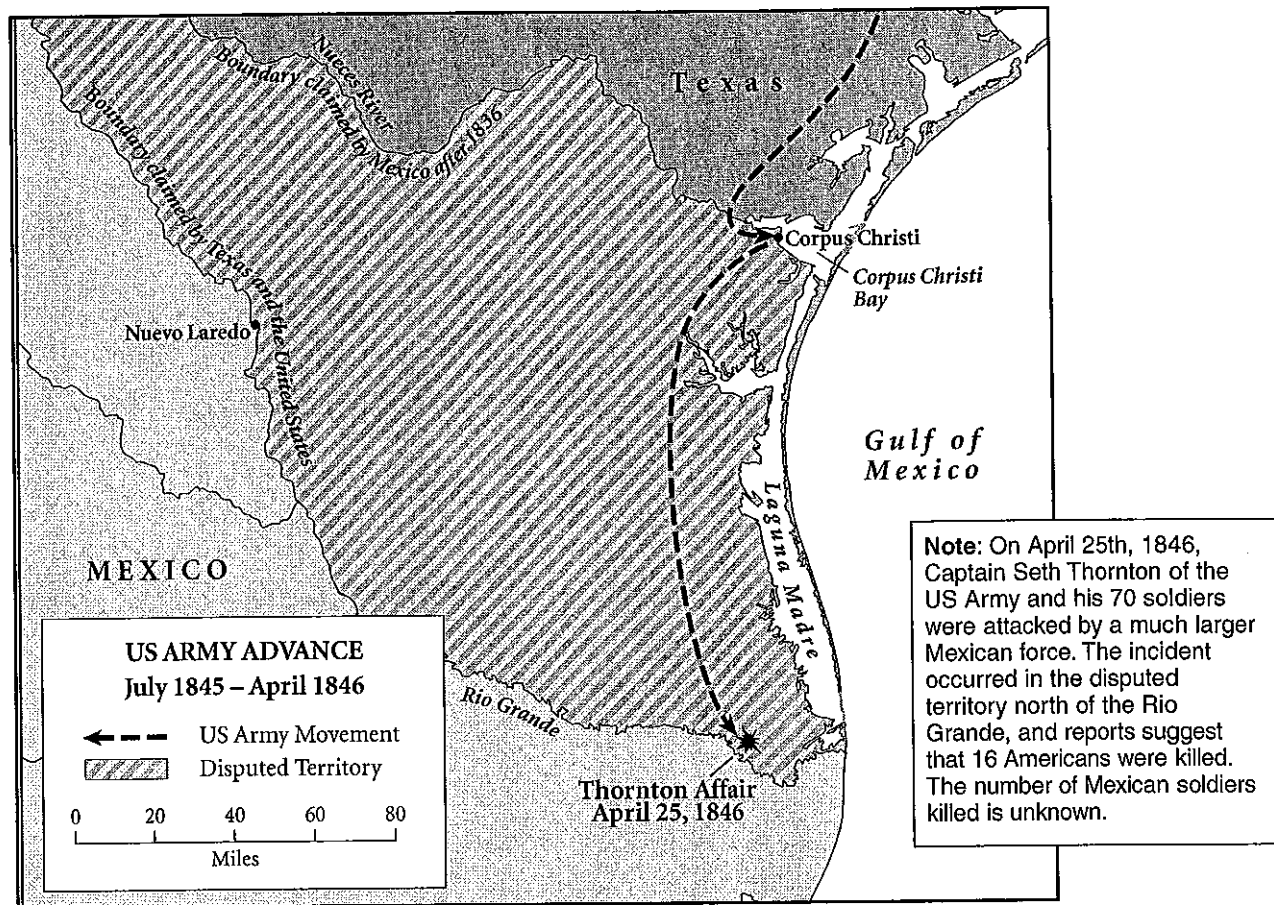 Texas
Nueces River
Boundary claimed by Mexico after 1836
Boundary claimed by Texas and the United States
Corpus Christi
Corpus Christi
Bay
Nuevo Laredo
Gulf of
Mexico
Laguna Madre
MEXICO
Rio Grande
Thornton Affair
April 25, 1846
US ARMY ADVANCE
July 1845 – April 1846
US Army Movement
Disputed Territory
0 20 40 60 80
Miles
Note: On April 25th, 1846,
Captain Seth Thornton of the
US Army and his 70 soldiers
were attacked by a much larger
Mexican force. The incident
occurred in the disputed
territory north of the Rio
Grande, and reports suggest
that 16 Americans were killed.
The number of Mexican soldiers
killed is unknown.